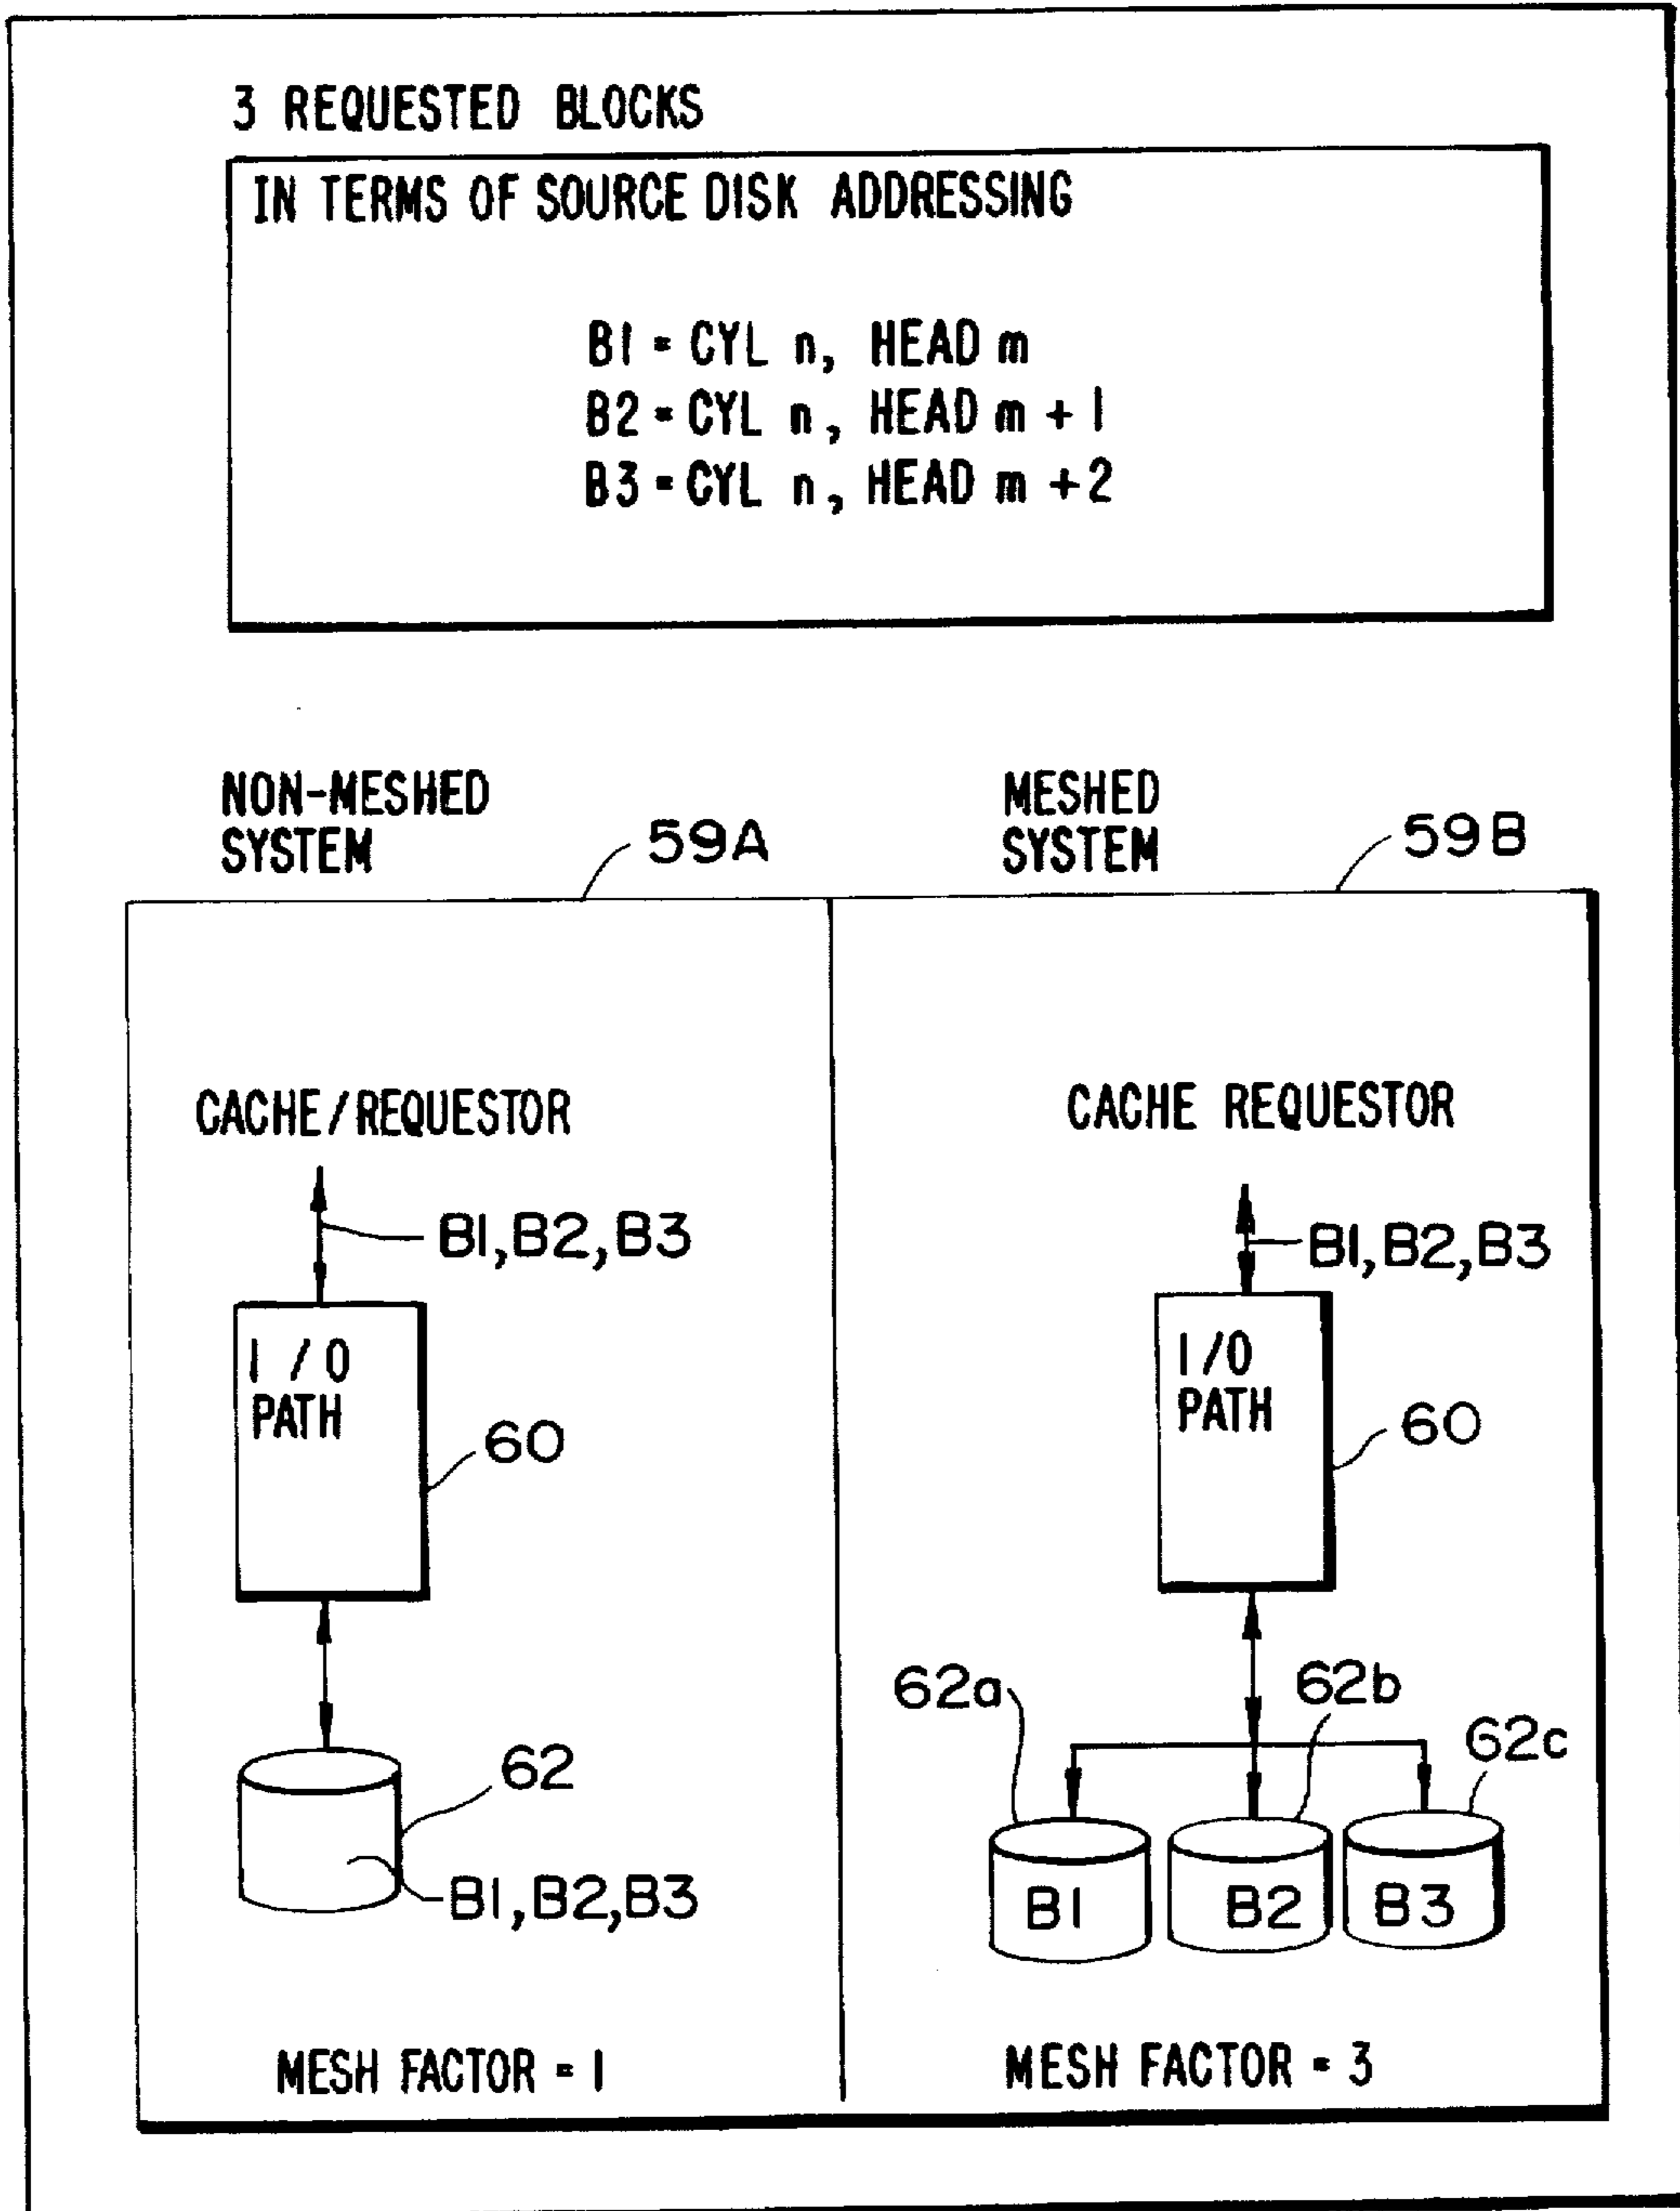 3 REQUESTED BLOCKS
IN TERMS OF SOURCE DISK ADDRESSING
B1 = CYL n, HEAD m
B2 = CYL n, HEAD m + 1
B3 = CYL n, HEAD m + 2
NON-MESHED
SYSTEM
59A
MESHED
SYSTEM
59B
CACHE/REQUESTOR
B1,B2,B3
I/O
PATH
60
62
B1,B2,B3
MESH FACTOR = 1
CACHE REQUESTOR
B1,B2,B3
I/O
PATH
60
62a
62b
62c
B1
B2
B3
MESH FACTOR = 3